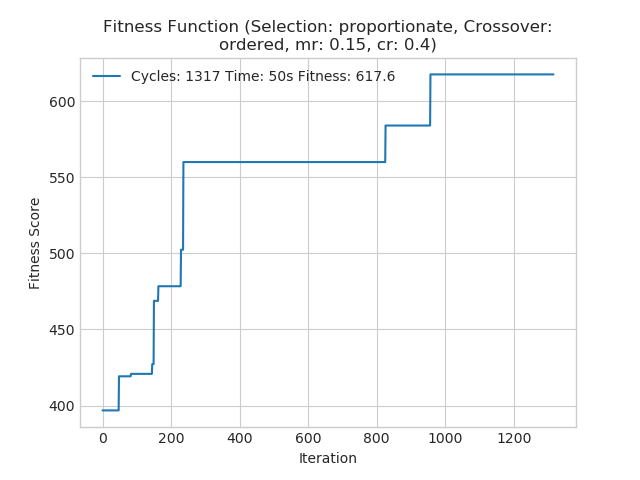 Fitness Function (Selection: proportionate, Crossover:
ordered, mr: 0.15, cr: 0.4)
Cycles: 1317 Time: 50s Fitness: 617.6
600
550
500
450
400
Fitness Score
0 200 400 600 800 1000 1200
Iteration